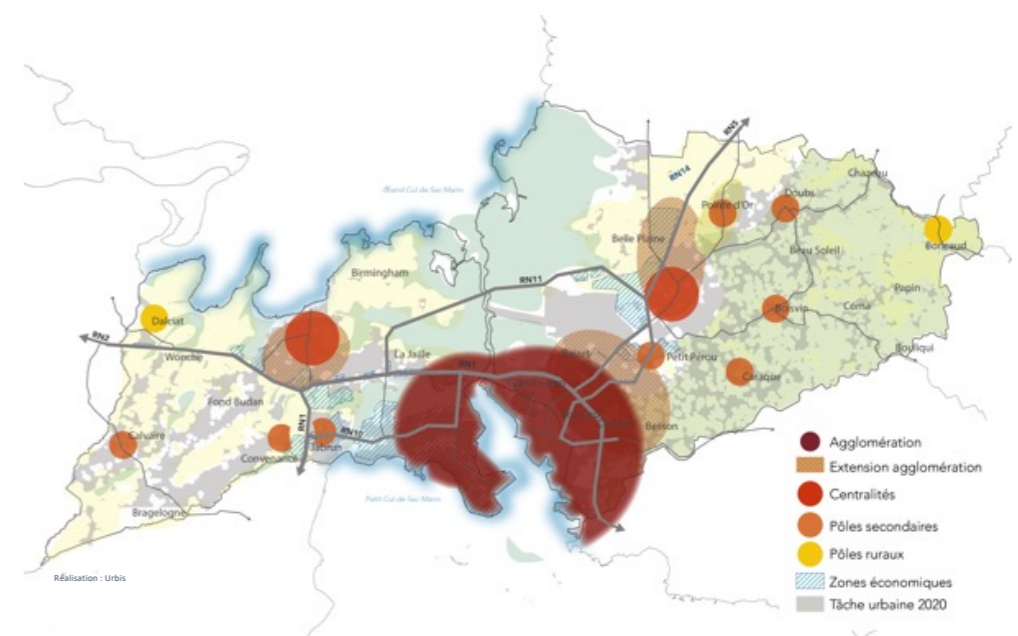 RN5
RN14
Chazeau
Doubs
Pointe d'Or
Grand Cul de Sac Marin
Belle Plaine
Boricaud
Beau Soleil
Birmingham
RN11
Papin
Coma
Boisvin
Dalciat
RN2
Wonche
La Jaille
Petit Pérou
Bouliqui
RN1
Caraque
Fond Budan
RN1
Besson
Calvaire
Jabrun
RN10
Convenance
Petit Cul de Sac Marin
Bragelogne
Réalisation : Urbis
Agglomération
Extension agglomération
Centralités
Pôles secondaires
Pôles ruraux
Zones économiques
Tâche urbaine 2020